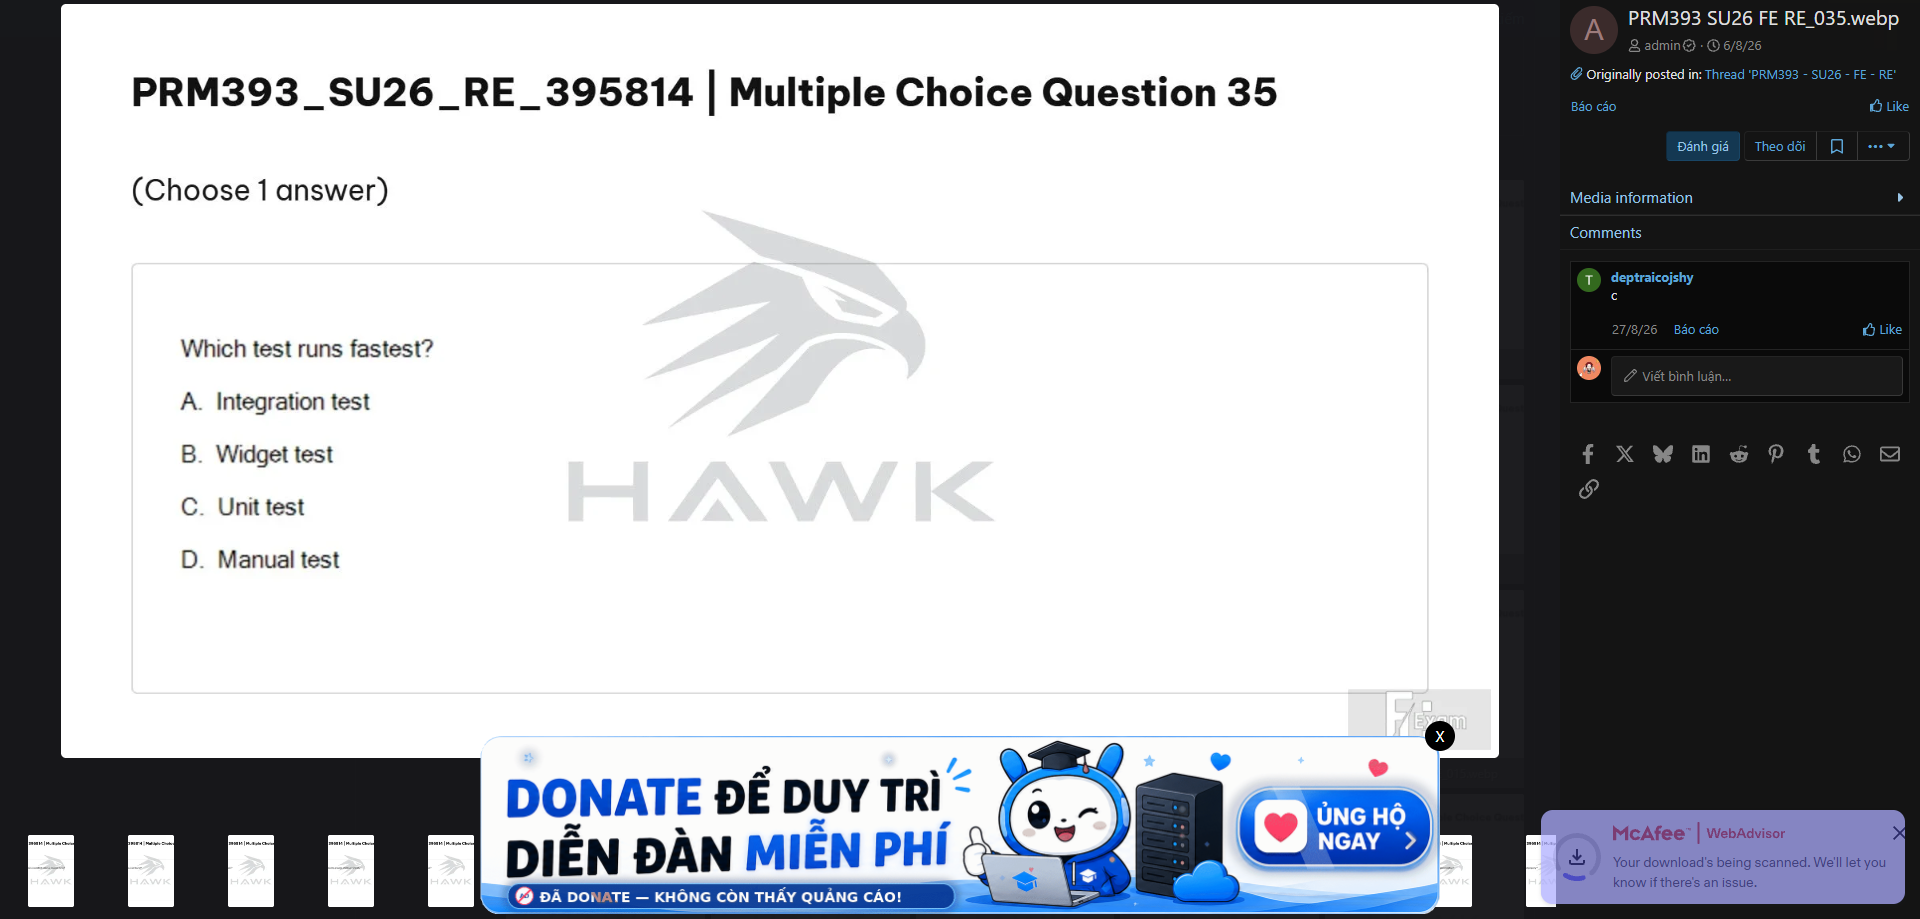 PRM393_SU26_RE_395814 | Multiple Choice Question 35
(Choose 1 answer)
Which test runs fastest?
A. Integration test
B. Widget test
C. Unit test
D. Manual test
HAWK
Exam
X
DONATE ĐỂ DUY TRÌ
DIỄN ĐÀN MIỄN PHÍ
ĐÃ DONATE — KHÔNG CÒN THẤY QUẢNG CÁO!
ỦNG HỘ
NGAY
A
PRM393 SU26 FE RE_035.webp
admin · 6/8/26
Originally posted in: Thread 'PRM393 - SU26 - FE - RE'
Báo cáo
Like
Đánh giá
Theo dõi
Media information
Comments
T
deptraicojshy
c
27/8/26 Báo cáo
Like
Viết bình luận...
McAfee | WebAdvisor
Your download's being scanned. We'll let you
know if there's an issue.